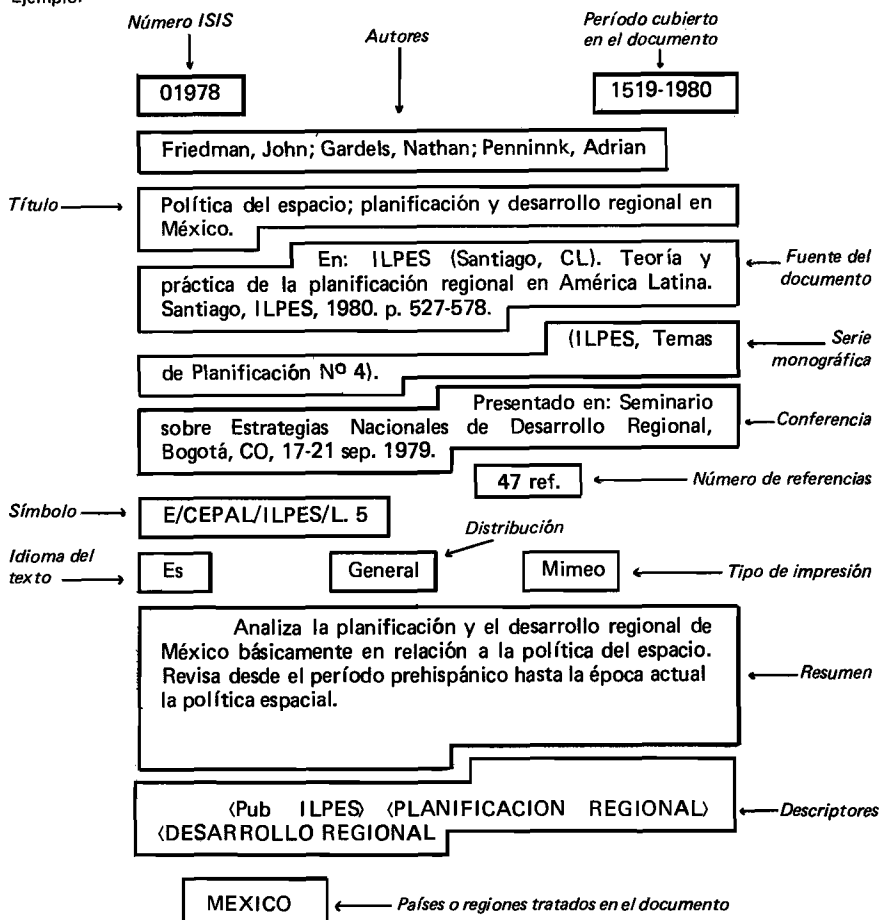 Ejemplo:
Número ISIS
Autores
Período cubierto
en el documento
01978
1519-1980
Friedman, John; Gardels, Nathan; Penninnk, Adrian
Título
Política del espacio; planificación y desarrollo regional en
México.
En: ILPES (Santiago, CL). Teoría y
práctica de la planificación regional en América Latina.
Santiago, ILPES, 1980. p. 527-578.
Fuente del
documento
(ILPES, Temas
de Planificación Nº 4).
Serie
monográfica
Presentado en: Seminario
sobre Estrategias Nacionales de Desarrollo Regional,
Bogotá, CO, 17-21 sep. 1979.
Conferencia
47 ref.
Número de referencias
Símbolo
E/CEPAL/ILPES/L. 5
Distribución
Idioma del
texto
Es
General
Mimeo
Tipo de impresión
Analiza la planificación y el desarrollo regional de
México básicamente en relación a la política del espacio.
Revisa desde el período prehispánico hasta la época actual
la política espacial.
Resumen
<Pub ILPES> <PLANIFICACION REGIONAL>
<DESARROLLO REGIONAL
Descriptores
MEXICO
Países o regiones tratados en el documento